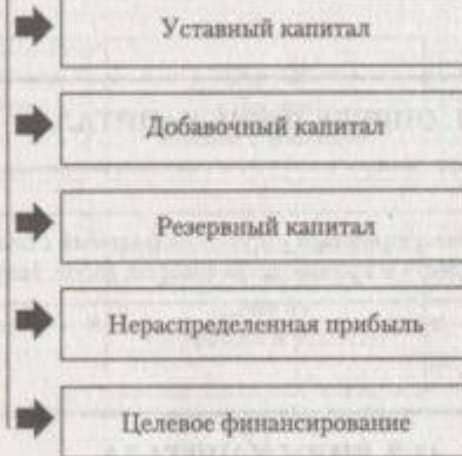 Уставный капитал
Добавочный капитал
Резервный капитал
Нераспределенная прибыль
Целевое финансирование